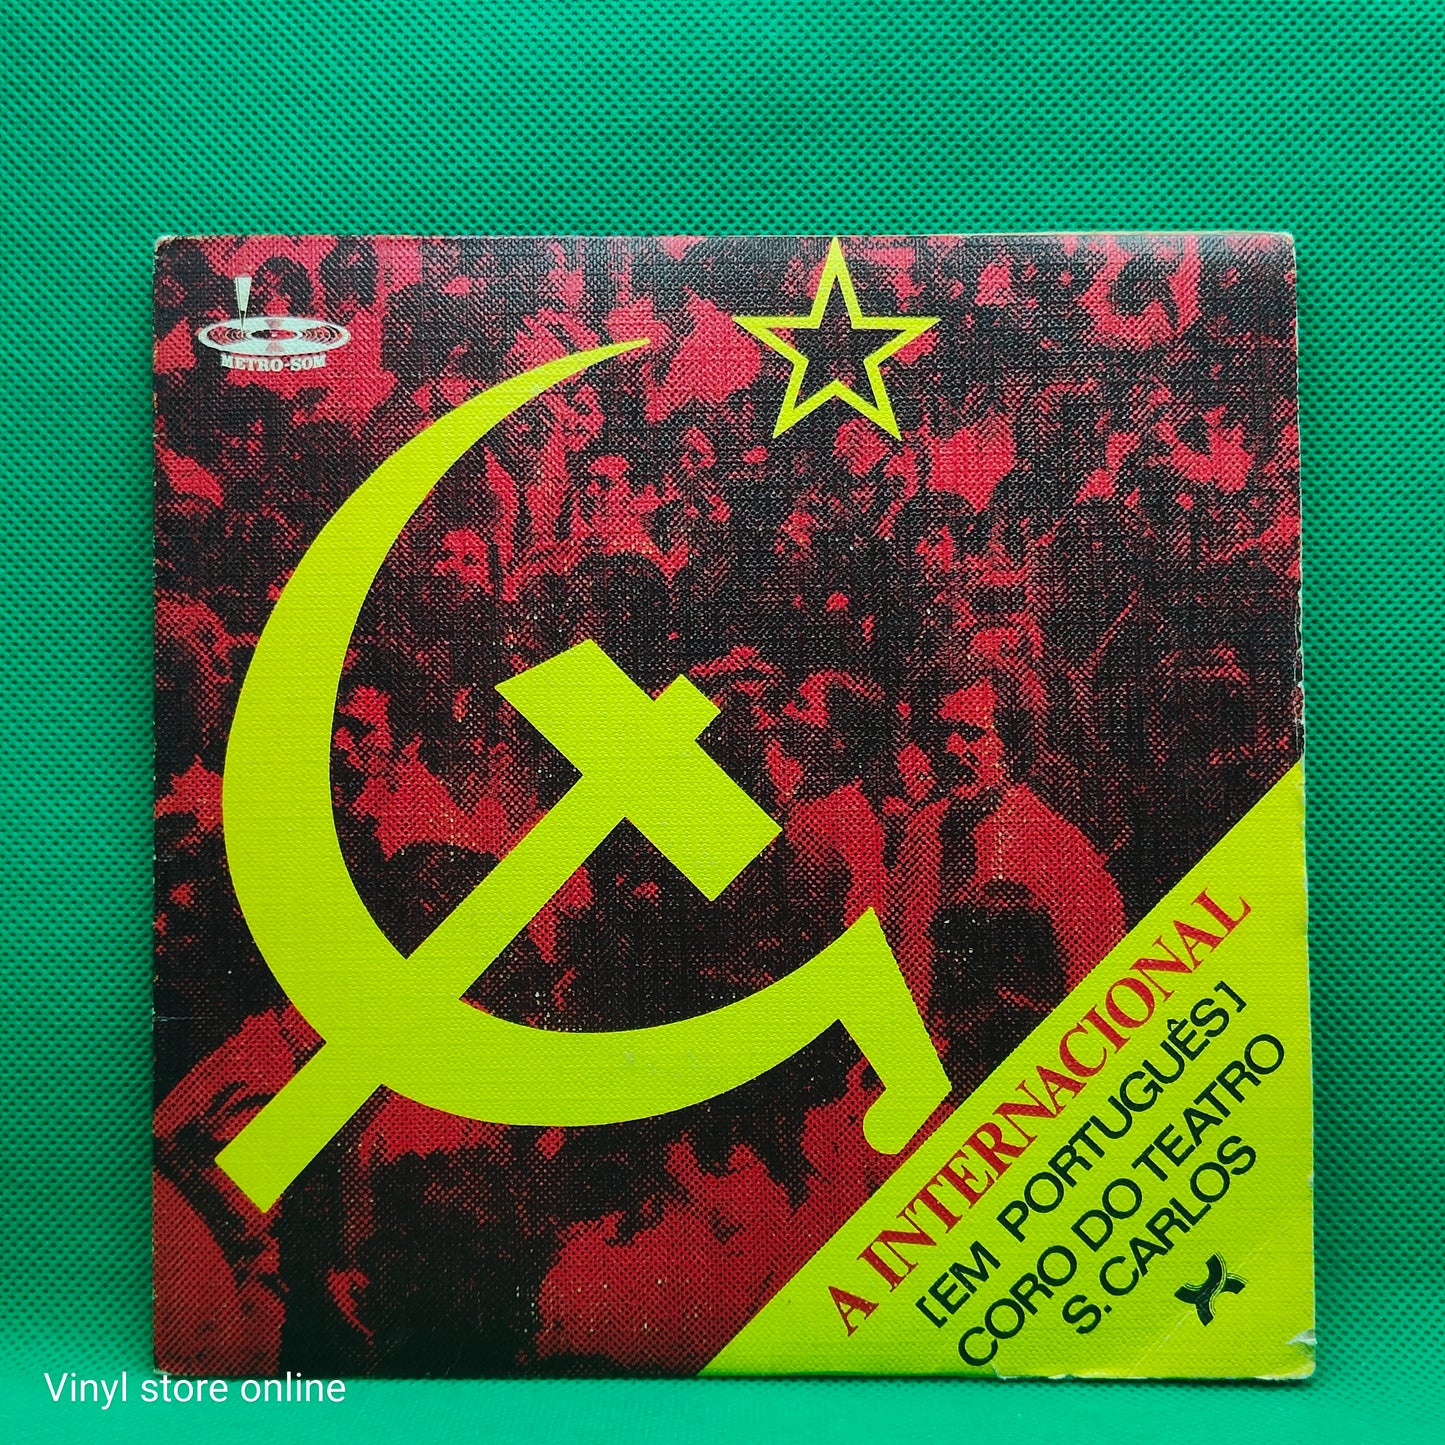 METRO-SOM
A INTERNACIONAL
[EM PORTUGUÊS]
CORO DO TEATRO
S. CARLOS
Vinyl store online